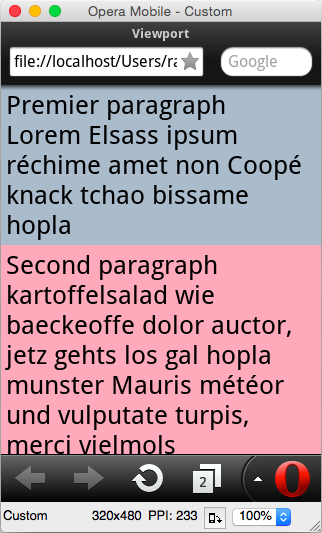 Opera Mobile - Custom
Viewport
file://localhost/Users/ra
Google
Premier paragraph
Lorem Elsass ipsum
réchime amet non Coopé
knack tchao bissame
hopla
Second paragraph
kartoffelsalad wie
baeckeoffe dolor auctor,
jetz gehts los gal hopla
munster Mauris météor
und vulputate turpis,
merci vielmols
2
Custom 320x480 PPI: 233 100%